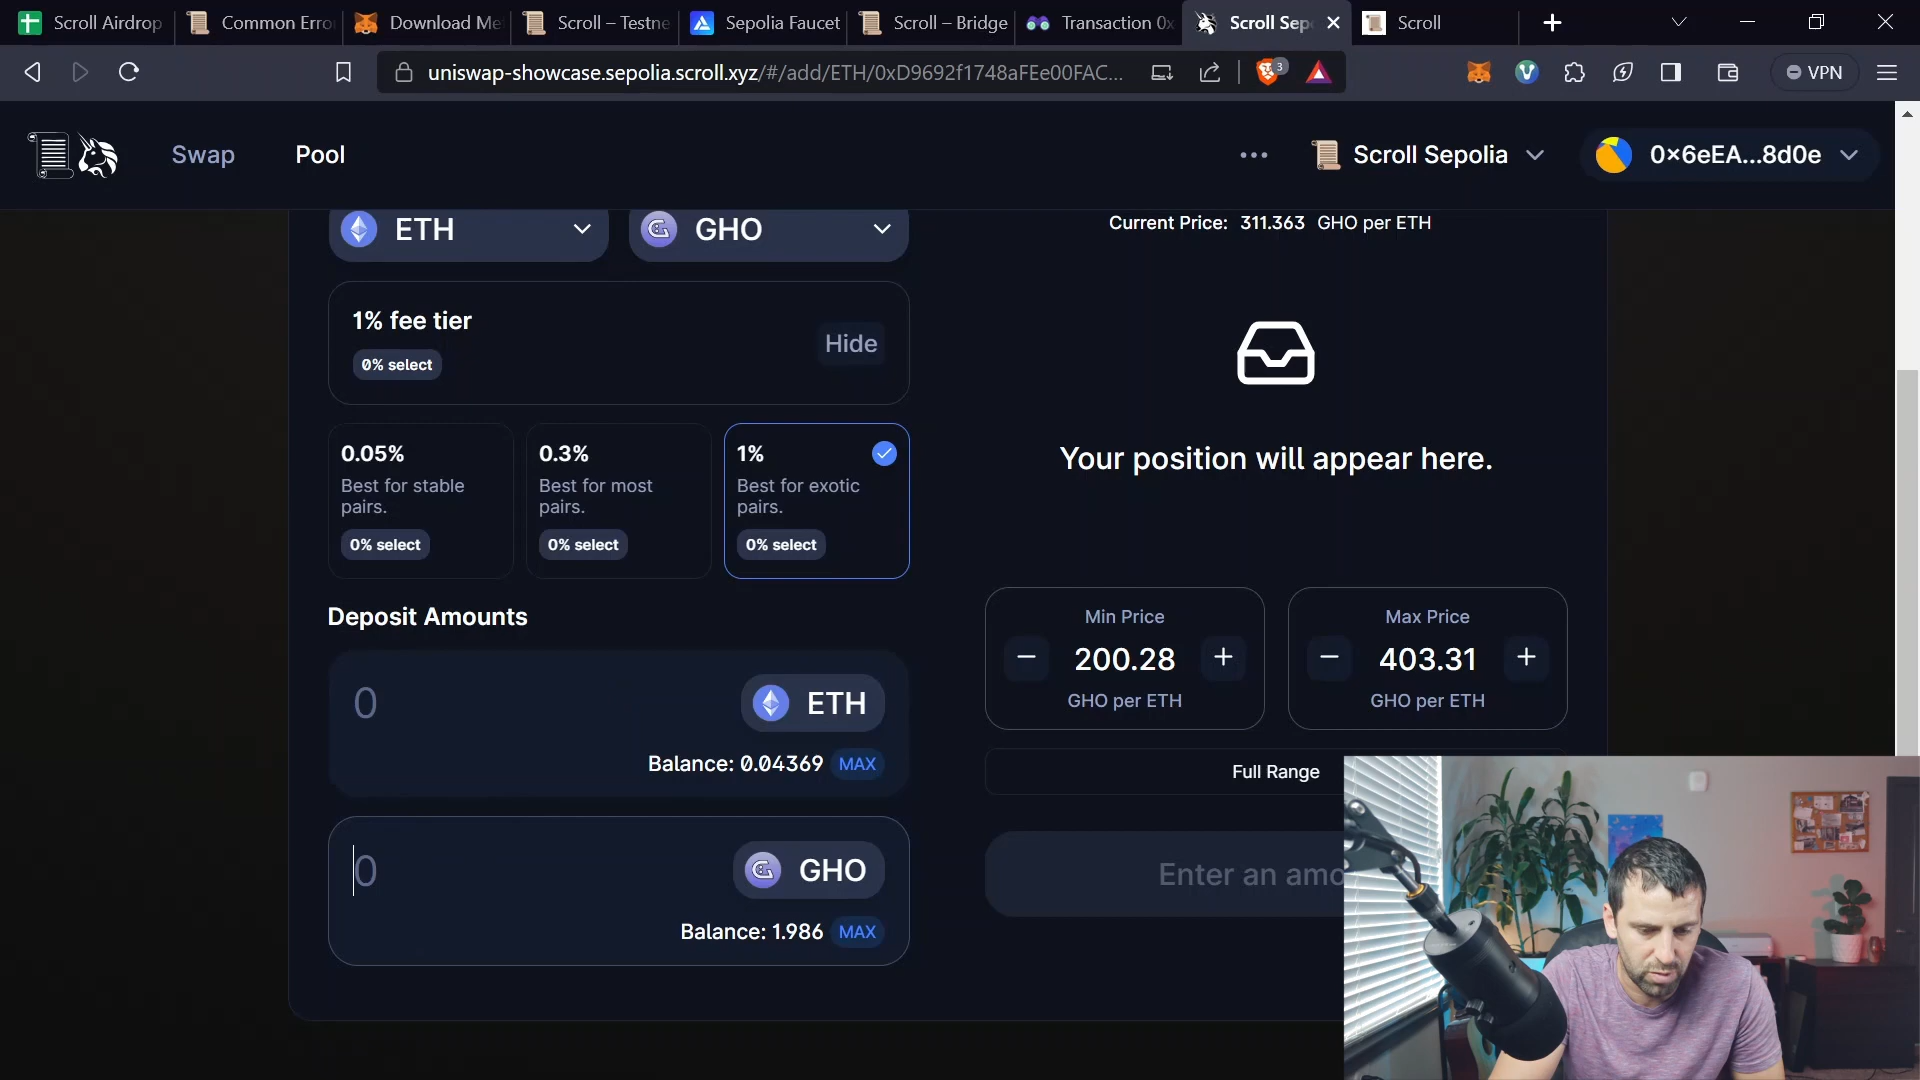 Scroll Airdrop
Common Erro
Download Me
Scroll – Testne
Sepolia Faucet
Scroll – Bridge
Transaction 0x
Scroll Sep
Scroll
uniswap-showcase.sepolia.scroll.xyz/#/add/ETH/0xD9692f1748aFEe00FAC...
3
VPN
Swap
Pool
Scroll Sepolia
0x6eEA...8d0e
ETH
GHO
Current Price: 311.363 GHO per ETH
1% fee tier
0% select
Hide
0.05%
Best for stable
pairs.
0% select
0.3%
Best for most
pairs.
0% select
1%
Best for exotic
pairs.
0% select
Your position will appear here.
Deposit Amounts
0
ETH
Balance: 0.04369 MAX
0
GHO
Balance: 1.986 MAX
Min Price
200.28
GHO per ETH
Max Price
403.31
GHO per ETH
Full Range
Enter an amo